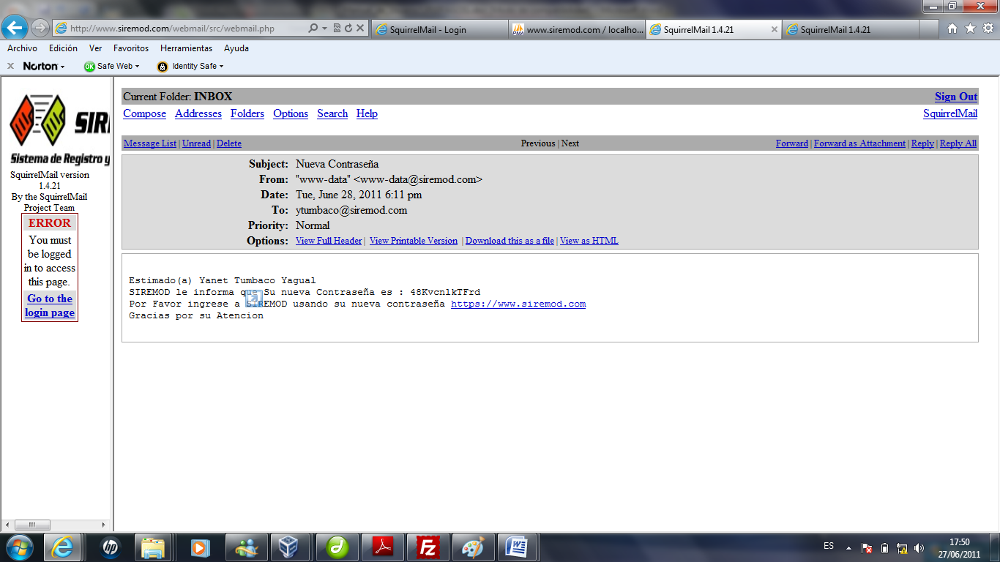 http://www.siremod.com/webmail/src/webmail.php
SquirrelMail - Login
www.siremod.com / localho...
SquirrelMail 1.4.21
SquirrelMail 1.4.21
Archivo Edición Ver Favoritos Herramientas Ayuda
x Norton Safe Web Identity Safe
SIR
Sistema de Registro y
SquirrelMail version
1.4.21
By the SquirrelMail
Project Team
ERROR
You must
be logged
in to access
this page.
Go to the
login page
Current Folder: INBOX Sign Out
Compose Addresses Folders Options Search Help SquirrelMail
Message List | Unread | Delete Previous | Next Forward | Forward as Attachment | Reply | Reply All
Subject: Nueva Contraseña
From: "www-data" <www-data@siremod.com>
Date: Tue, June 28, 2011 6:11 pm
To: ytumbaco@siremod.com
Priority: Normal
Options: View Full Header | View Printable Version | Download this as a file | View as HTML
Estimado(a) Yanet Tumbaco Yagual
SIREMOD le informa que Su nueva Contraseña es : 48KvcnlkTFrd
Por Favor ingrese a SIREMOD usando su nueva contraseña https://www.siremod.com
Gracias por su Atencion
ES 17:50
27/06/2011